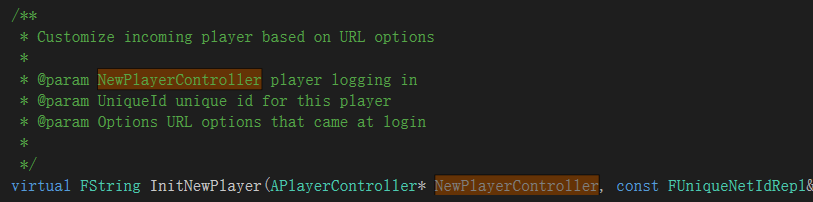 /**
* Customize incoming player based on URL options
*
* @param NewPlayerController player logging in
* @param UniqueId unique id for this player
* @param Options URL options that came at login
*
*/
virtual FString InitNewPlayer(APlayerController* NewPlayerController, const FUniqueNetIdRepl&